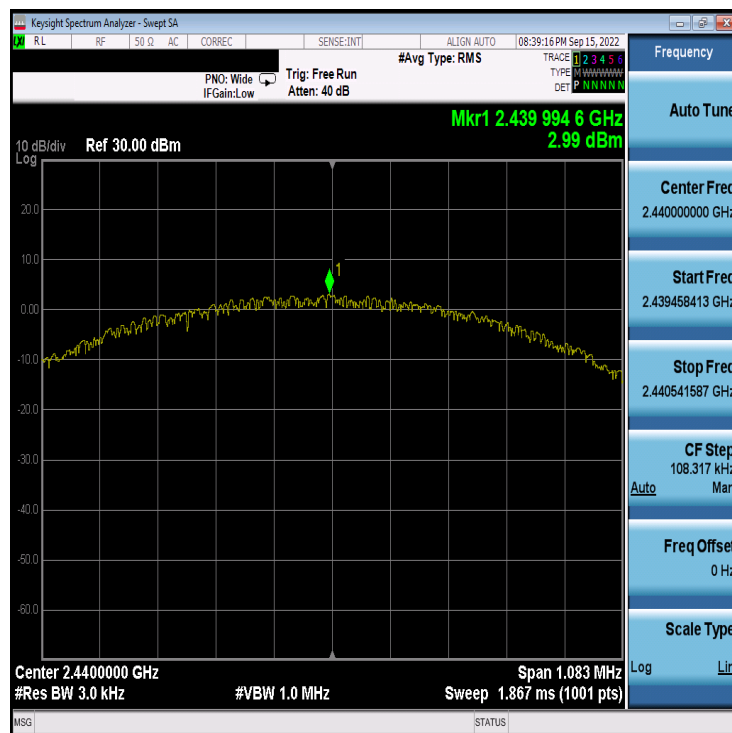 Keysight Spectrum Analyzer - Swept SA
LXI RL RF 50 Ω AC CORREC SENSE:INT ALIGN AUTO 08:39:16 PM Sep 15, 2022
#Avg Type: RMS
TRACE 1 2 3 4 5 6
TYPE M WWWWW
DET P N N N N N
PNO: Wide
IFGain:Low
Trig: Free Run
Atten: 40 dB
Mkr1 2.439 994 6 GHz
2.99 dBm
10 dB/div
Log
Ref 30.00 dBm
20.0
10.0
0.00
-10.0
-20.0
-30.0
-40.0
-50.0
-60.0
1
Center 2.4400000 GHz
Span 1.083 MHz
#Res BW 3.0 kHz
#VBW 1.0 MHz
Sweep 1.867 ms (1001 pts)
MSG
STATUS
Frequency
Auto Tune
Center Freq
2.440000000 GHz
Start Freq
2.439458413 GHz
Stop Freq
2.440541587 GHz
CF Step
108.317 kHz
Auto Man
Freq Offset
0 Hz
Scale Type
Log Lin